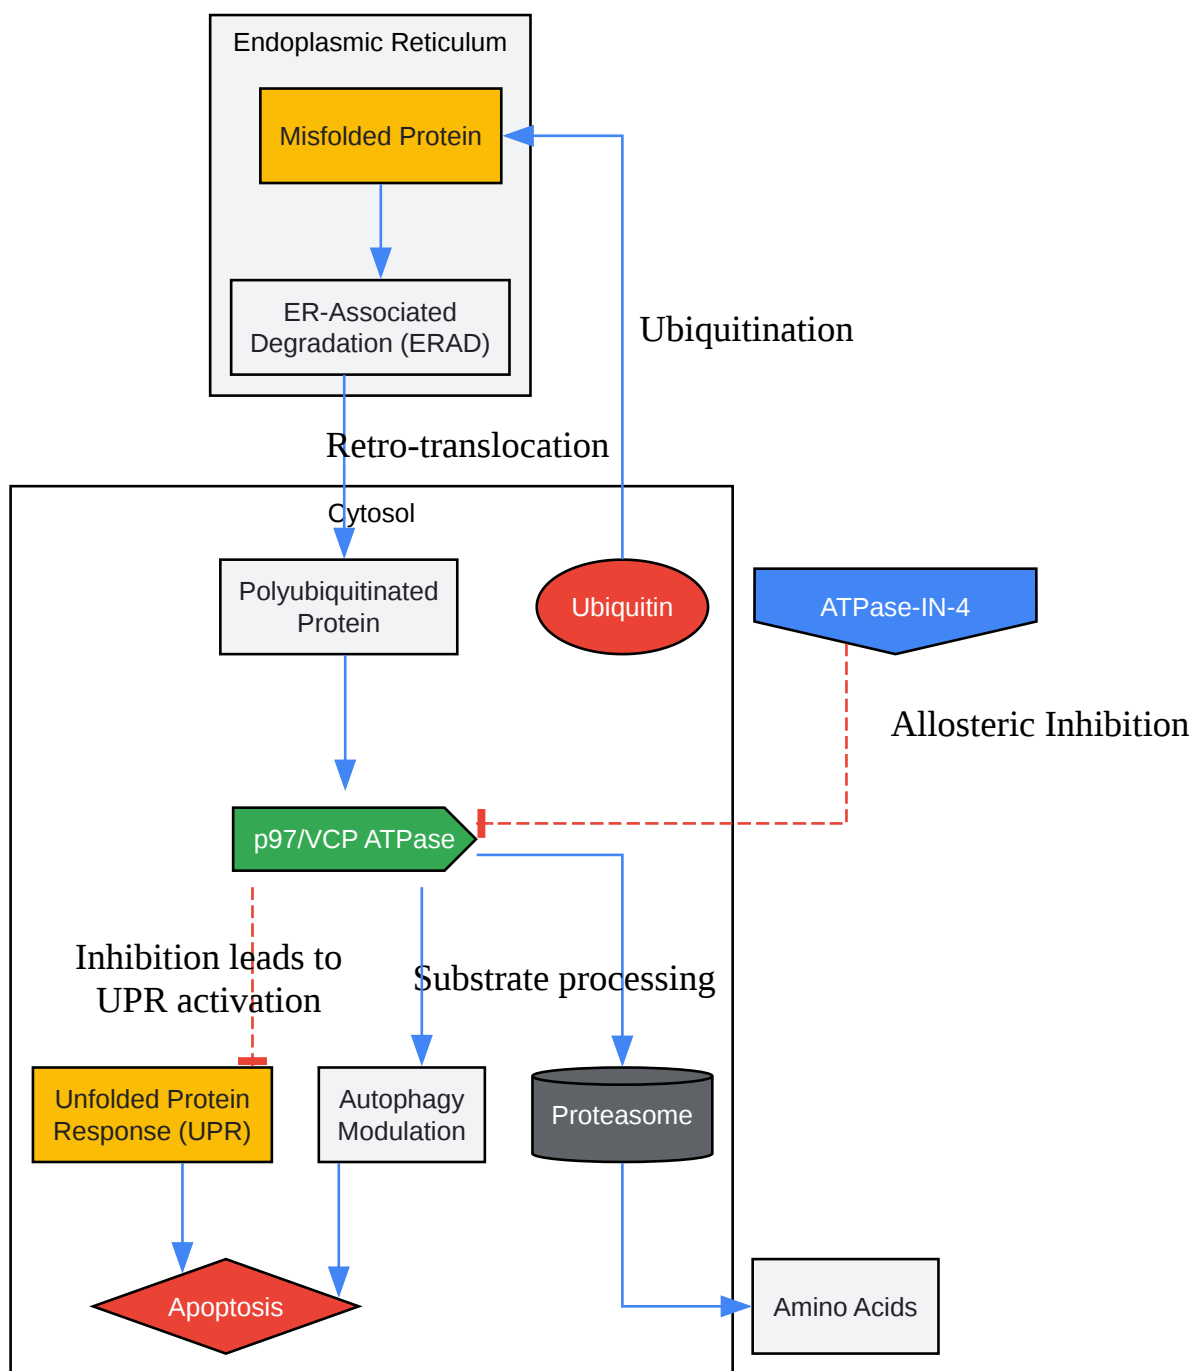 Endoplasmic Reticulum
Misfolded Protein
ER-Associated
Degradation (ERAD)
Ubiquitination
Retro-translocation
Cytosol
Polyubiquitinated
Protein
Ubiquitin
ATPase-IN-4
Allosteric Inhibition
p97/VCP ATPase
Inhibition leads to
UPR activation
Substrate processing
Unfolded Protein
Response (UPR)
Autophagy
Modulation
Proteasome
Apoptosis
Amino Acids